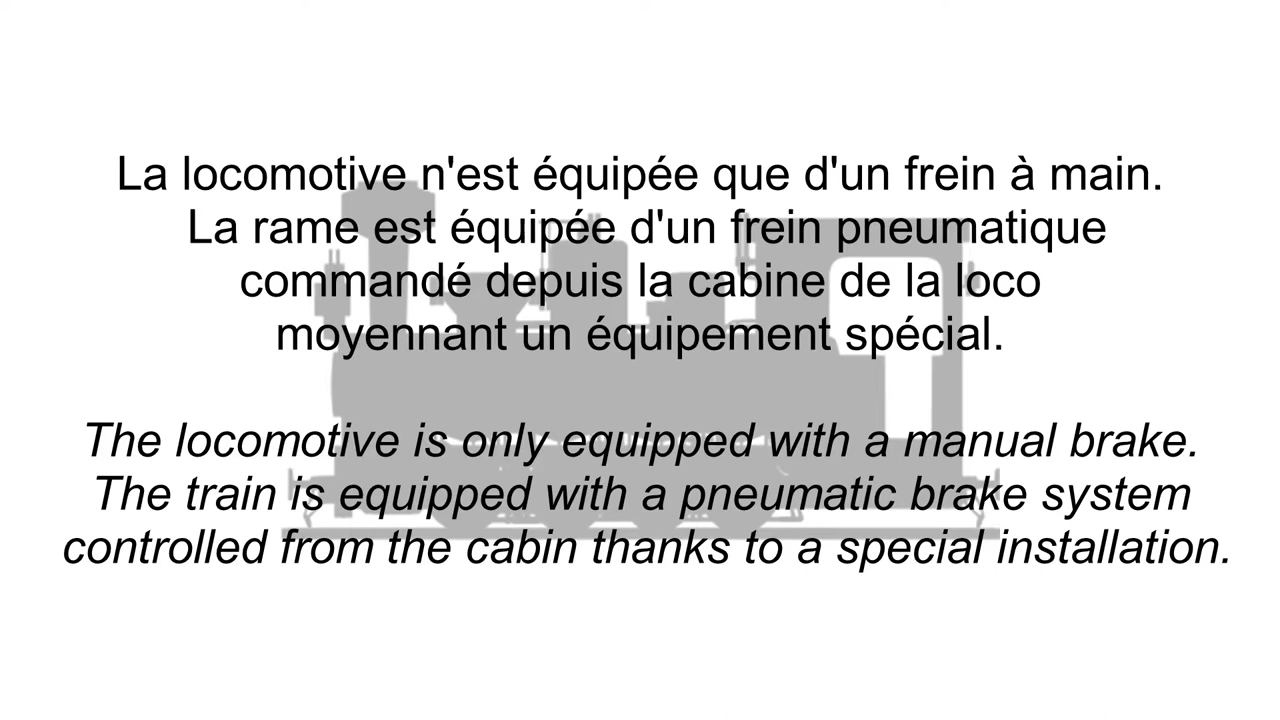 La locomotive n'est équipée que d'un frein à main.
La rame est équipée d'un frein pneumatique
commandé depuis la cabine de la loco
moyennant un équipement spécial.
The locomotive is only equipped with a manual brake.
The train is equipped with a pneumatic brake system
controlled from the cabin thanks to a special installation.